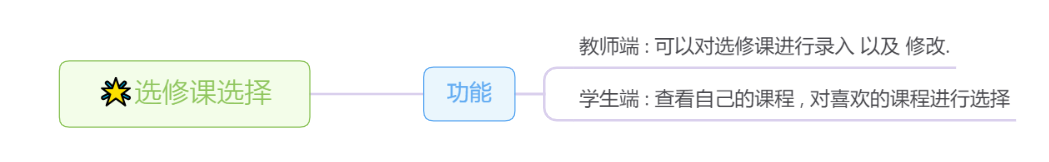 选修课选择
功能
教师端 : 可以对选修课进行录入 以及 修改.
学生端 : 查看自己的课程 , 对喜欢的课程进行选择